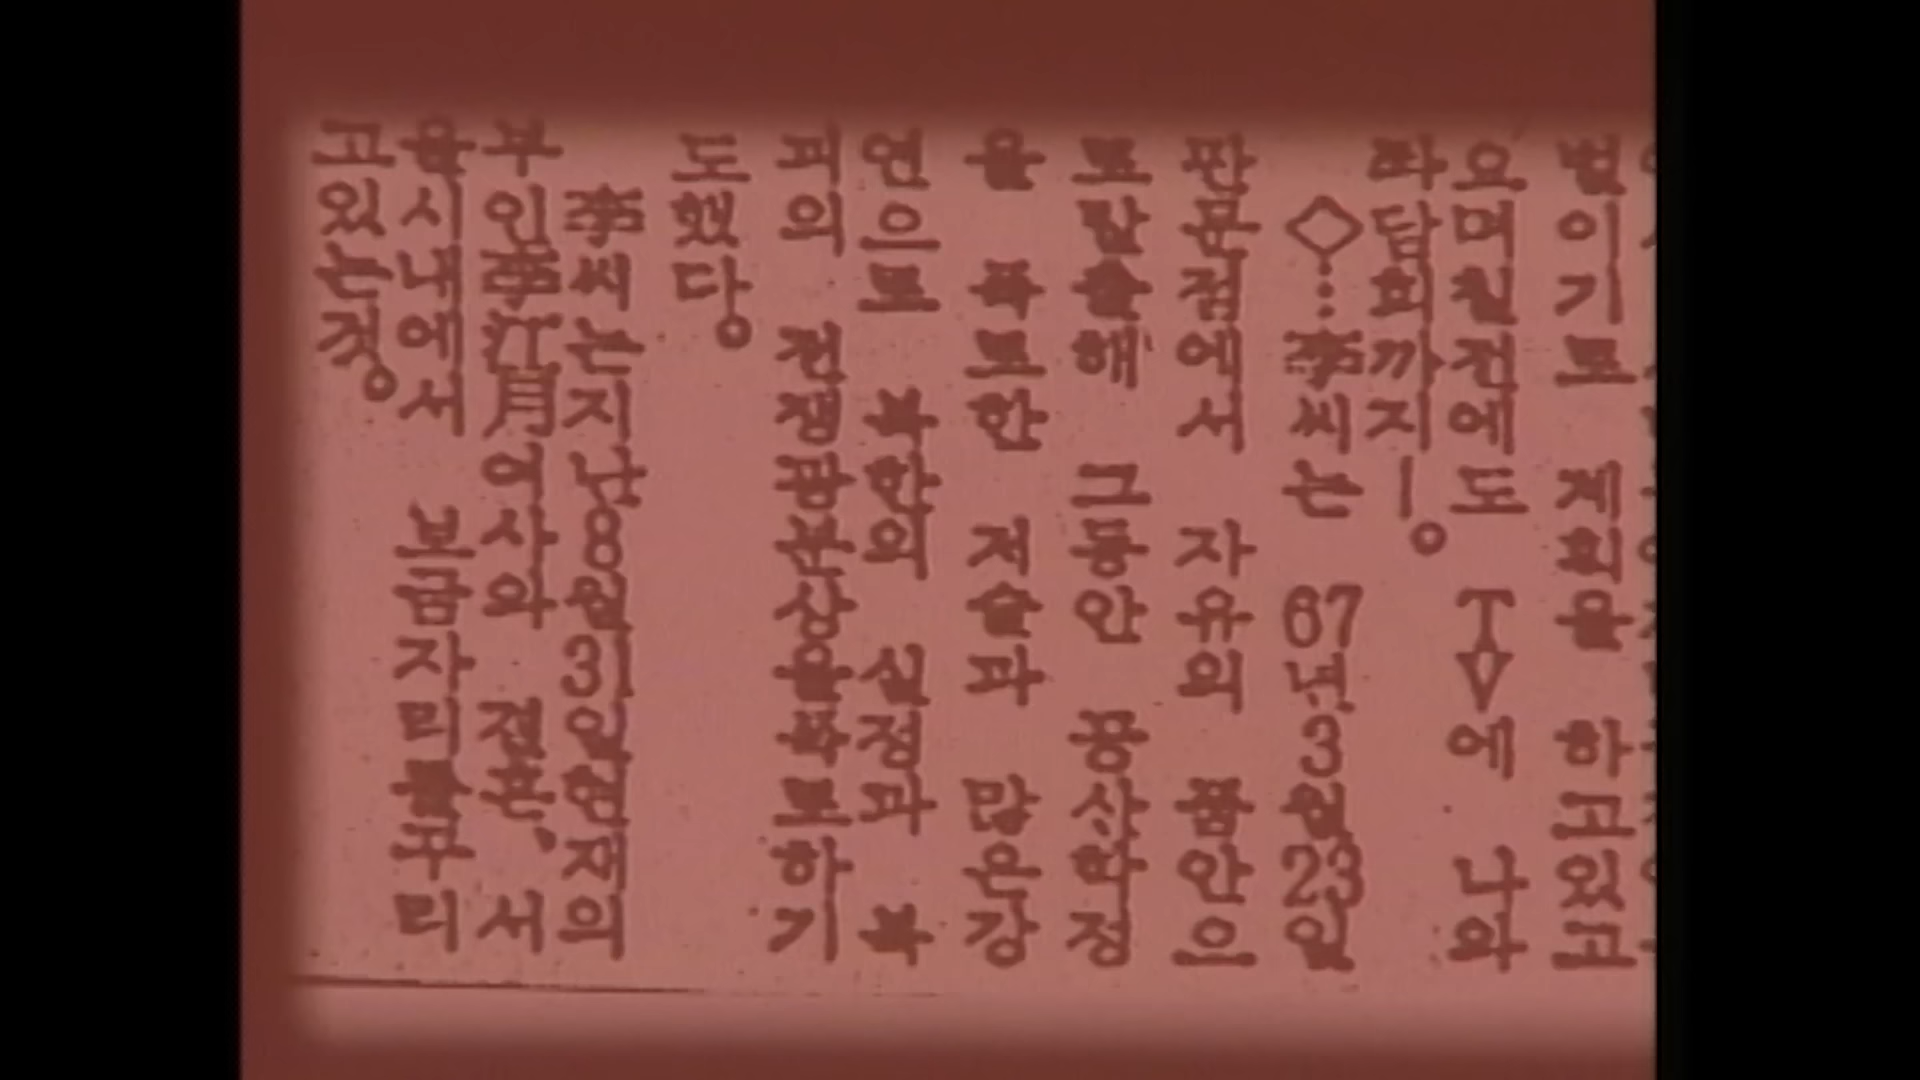 벌이기로 계획을 하고있고
요며칠전에도 TV에 나와
좌담회까지—。
◇…李씨는 67년3월23일
판문점에서 자유의 품안으
로탈출해 그동안 공산학정
을 폭로한 저술과 많은강
연으로 북한의 실정과 북
괴의 전쟁광분상을폭로하기
도했다。
李씨는지난8월31일현재의
부인李江月여사와 결혼、서
울시내에서 보금자리를꾸리
고있는것。